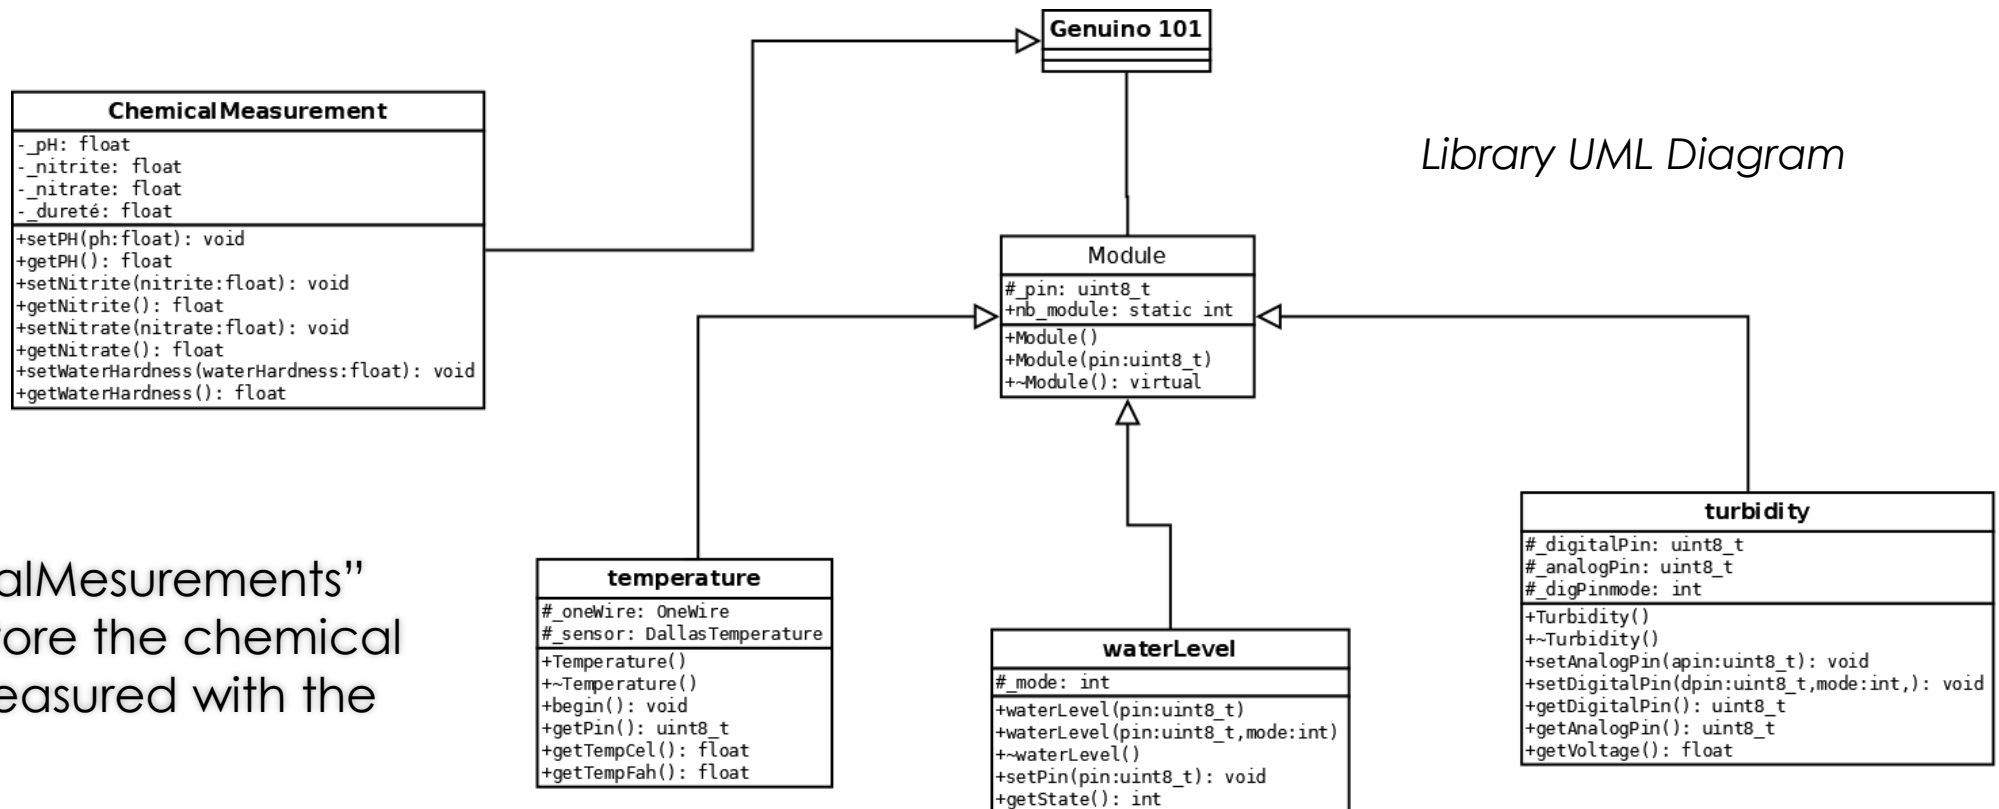 Genuino 101
ChemicalMeasurement
-_pH: float
-_nitrite: float
-_nitrate: float
-_dureté: float
+setPH(ph:float): void
+getPH(): float
+setNitrite(nitrite:float): void
+getNitrite(): float
+setNitrate(nitrate:float): void
+getNitrate(): float
+setWaterHardness(waterHardness:float): void
+getWaterHardness(): float
Library UML Diagram
Module
#_pin: uint8_t
+nb_module: static int
+Module()
+Module(pin:uint8_t)
+~Module(): virtual
alMesurements”
ore the chemical
easured with the
temperature
#_oneWire: OneWire
#_sensor: DallasTemperature
+Temperature()
+~Temperature()
+begin(): void
+getPin(): uint8_t
+getTempCel(): float
+getTempFah(): float
waterLevel
#_mode: int
+waterLevel(pin:uint8_t)
+waterLevel(pin:uint8_t,mode:int)
+~waterLevel()
+setPin(pin:uint8_t): void
+getState(): int
turbidity
#_digitalPin: uint8_t
#_analogPin: uint8_t
#_digPinmode: int
+Turbidity()
+~Turbidity()
+setAnalogPin(apin:uint8_t): void
+setDigitalPin(dpin:uint8_t,mode:int,): void
+getDigitalPin(): uint8_t
+getAnalogPin(): uint8_t
+getVoltage(): float